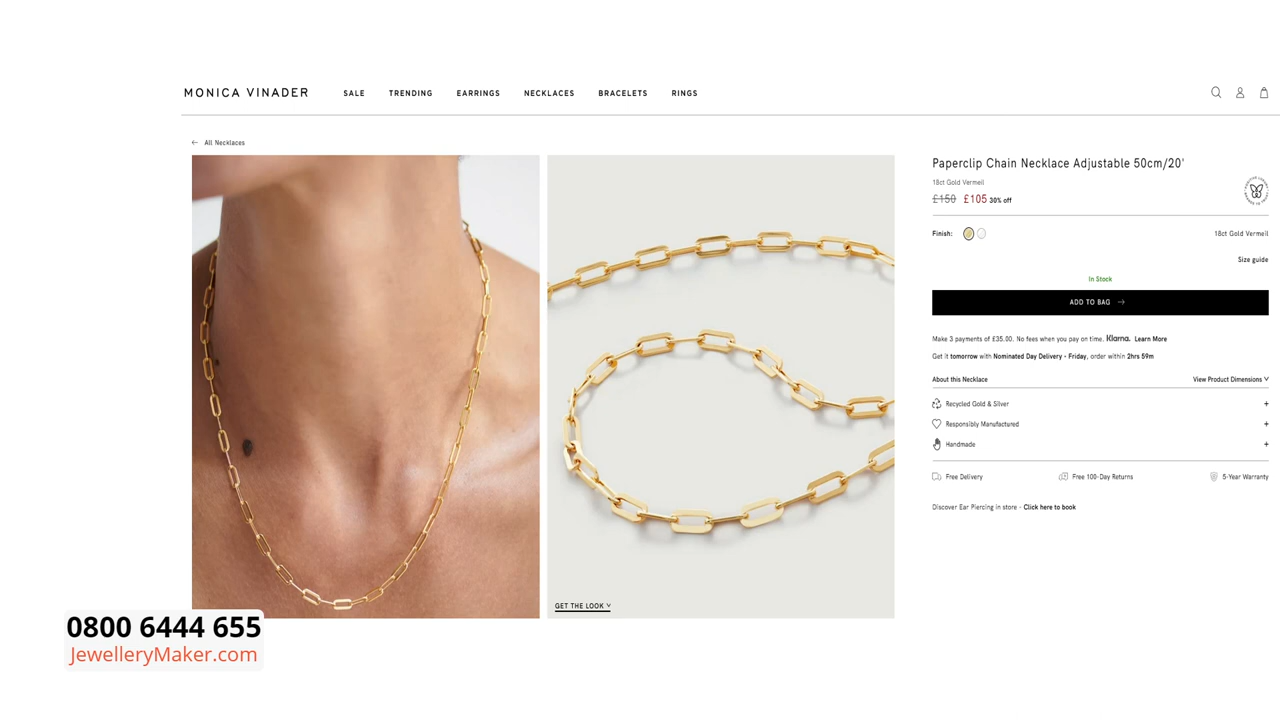 MONICA VINADER
SALE TRENDING EARRINGS NECKLACES BRACELETS RINGS
← All Necklaces
Paperclip Chain Necklace Adjustable 50cm/20'
18ct Gold Vermeil
£150 £105 30% off
Finish: 18ct Gold Vermeil
Size guide
In Stock
ADD TO BAG →
Make 3 payments of £35.00. No fees when you pay on time. Klarna. Learn More
Get it tomorrow with Nominated Day Delivery - Friday, order within 2hrs 59m
About this Necklace View Product Dimensions
Recycled Gold & Silver +
Responsibly Manufactured +
Handmade +
Free Delivery Free 100-Day Returns 5-Year Warranty
Discover Ear Piercing in store - Click here to book
GET THE LOOK
0800 6444 655
JewelleryMaker.com